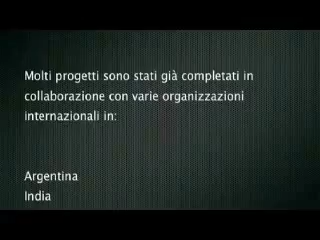 Molti progetti sono stati già completati in
collaborazione con varie organizzazioni
internazionali in:
Argentina
India